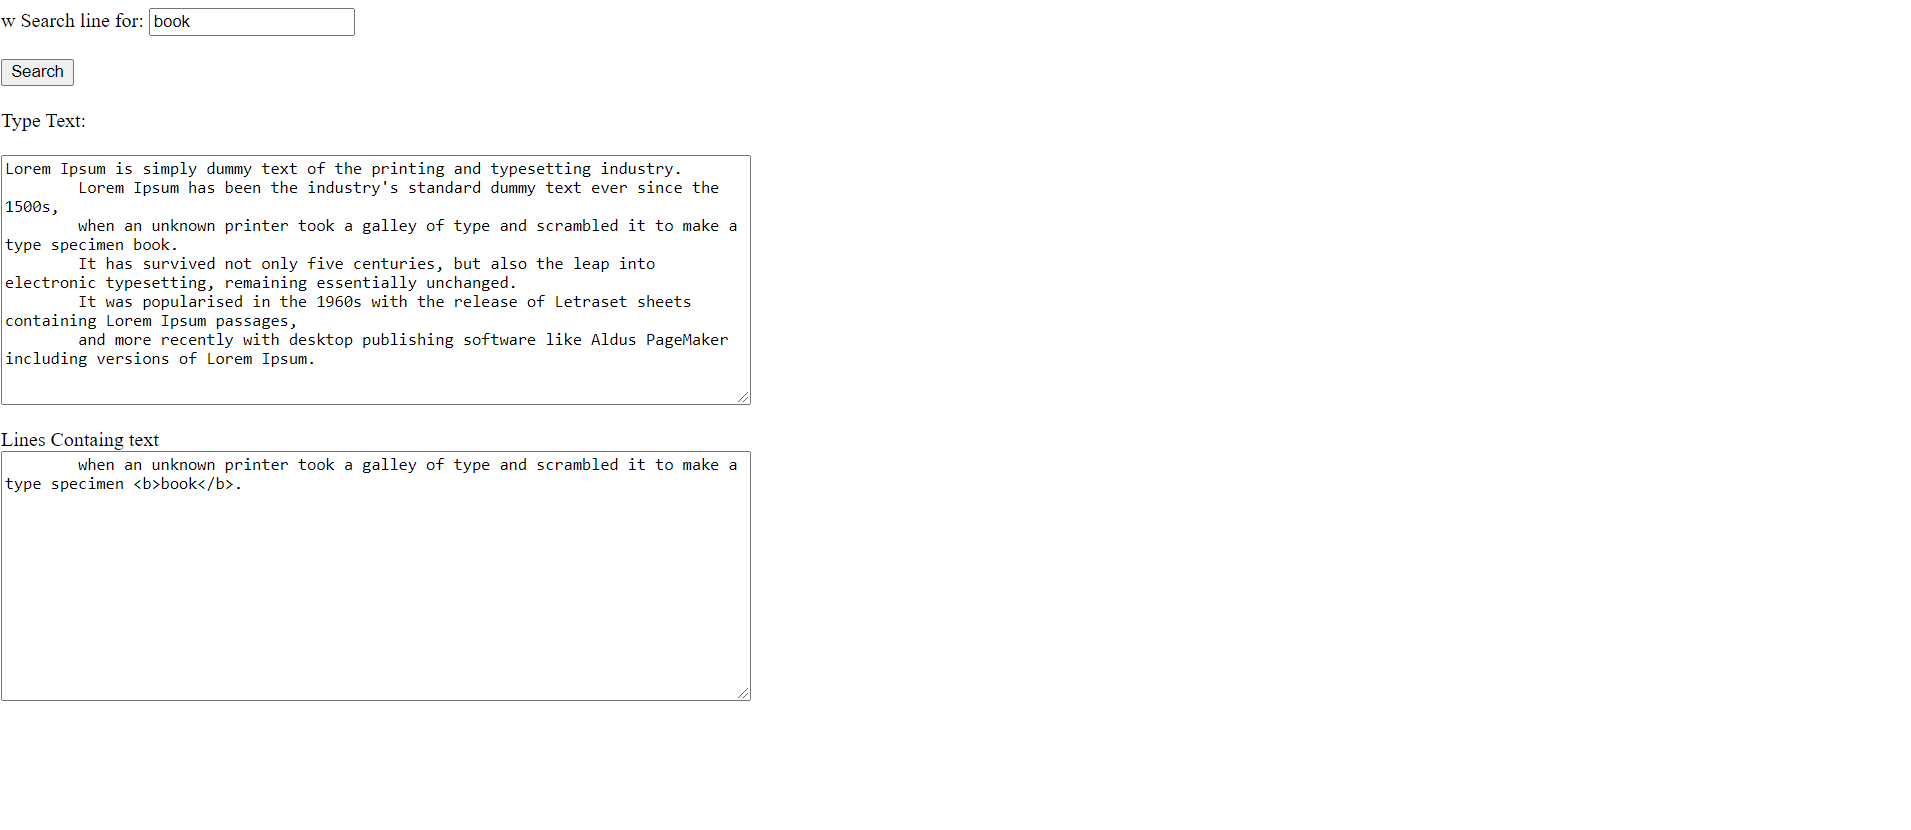 w Search line for: book
Search
Type Text:
Lorem Ipsum is simply dummy text of the printing and typesetting industry.
        Lorem Ipsum has been the industry's standard dummy text ever since the
1500s,
        when an unknown printer took a galley of type and scrambled it to make a
type specimen book.
        It has survived not only five centuries, but also the leap into
electronic typesetting, remaining essentially unchanged.
        It was popularised in the 1960s with the release of Letraset sheets
containing Lorem Ipsum passages,
        and more recently with desktop publishing software like Aldus PageMaker
including versions of Lorem Ipsum.
Lines Containg text
        when an unknown printer took a galley of type and scrambled it to make a
type specimen <b>book</b>.